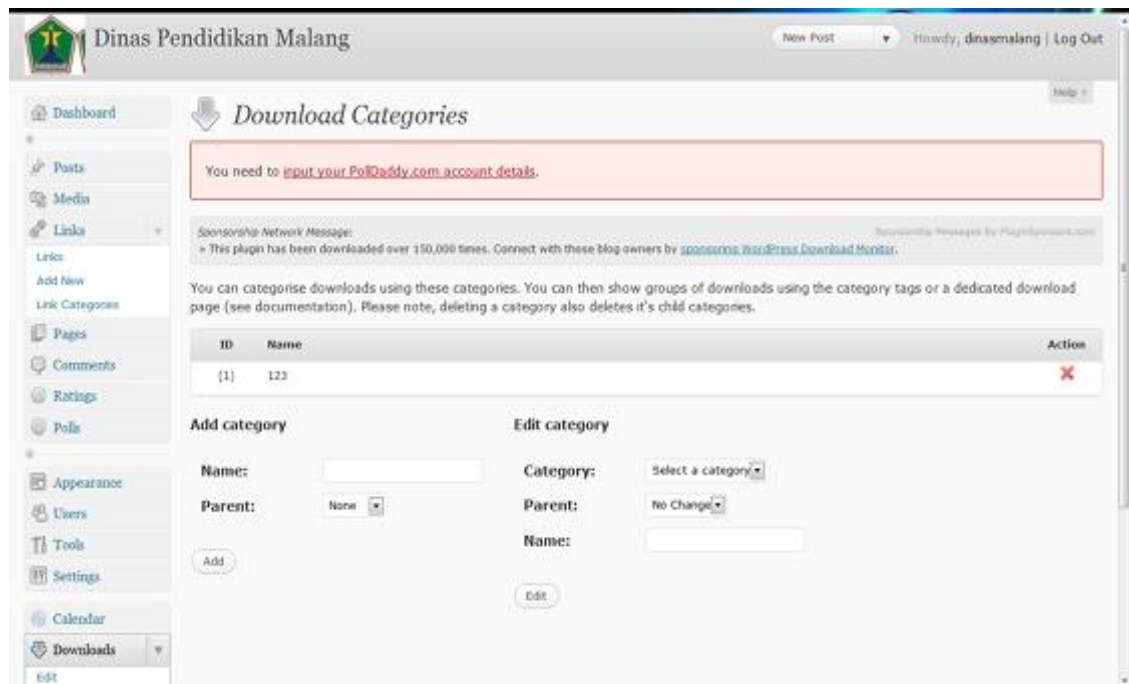 Dinas Pendidikan Malang
New Post
Howdy, dinasmalang | Log Out
Help
Dashboard
Posts
Media
Links
Links
Add New
Link Categories
Pages
Comments
Ratings
Polls
Appearance
Users
Tools
Settings
Calendar
Downloads
Edit
Download Categories
You need to input your PollDaddy.com account details.
Sponsorship Network Message:
Sponsorship Messages by PluginSponsors.com
» This plugin has been downloaded over 150,000 times. Connect with those blog owners by sponsoring WordPress Download Monitor.
You can categorise downloads using these categories. You can then show groups of downloads using the category tags or a dedicated download
page (see documentation). Please note, deleting a category also deletes it's child categories.
ID Name Action
(1) 123
Add category
Name:
Parent: None
Add
Edit category
Category: Select a category
Parent: No Change
Name:
Edit